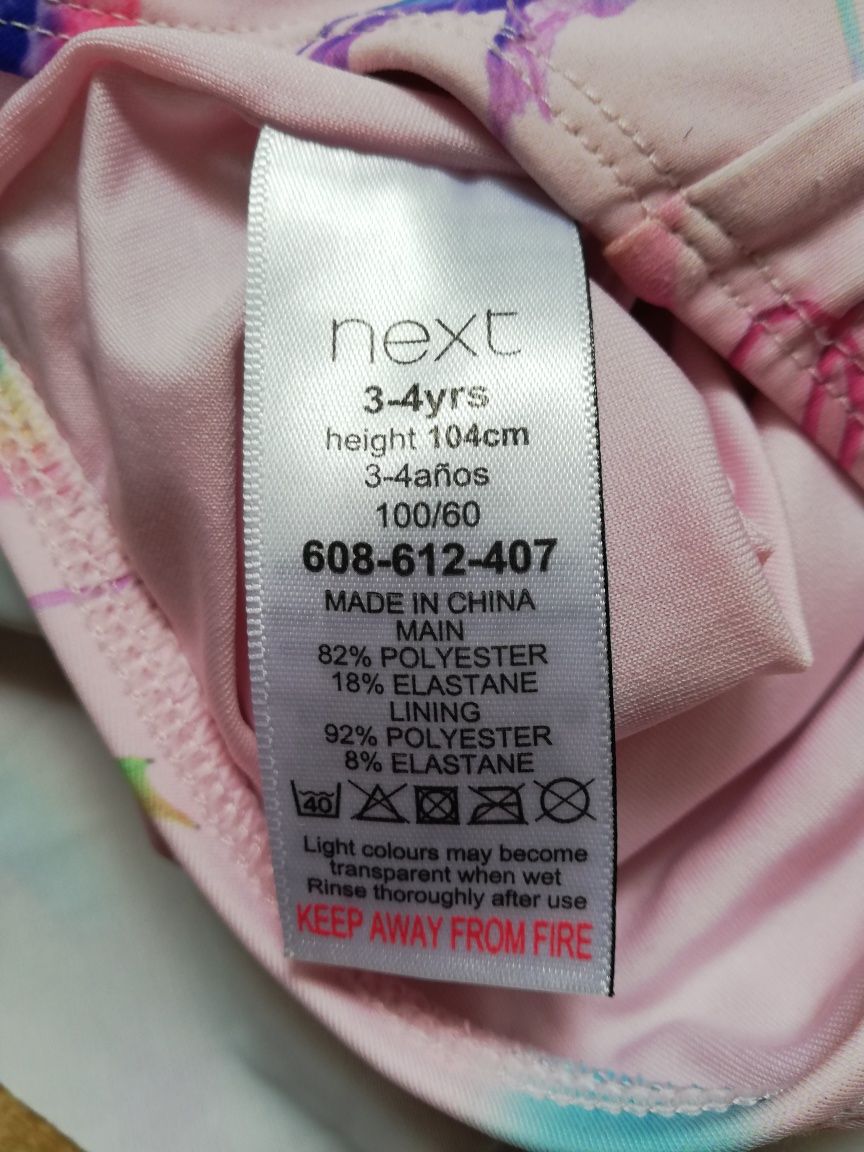 next
3-4yrs
height 104cm
3-4años
100/60
608-612-407
MADE IN CHINA
MAIN
82% POLYESTER
18% ELASTANE
LINING
92% POLYESTER
8% ELASTANE
40
Light colours may become
transparent when wet
Rinse thoroughly after use
KEEP AWAY FROM FIRE